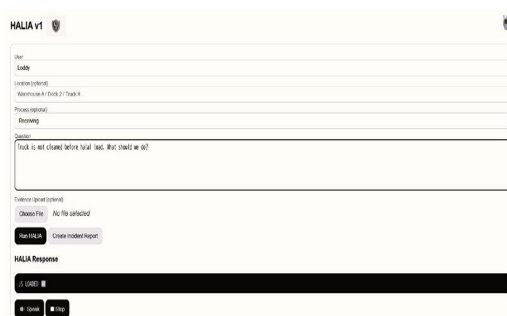 HALIA v1
User
Loddy
Location (optional)
Warehouse A / Dock 2 / Truck #
Process (optional)
Receiving
Question
Truck is not cleaned before halal load. What should we do?
Evidence Upload (optional)
Choose File No file selected
Run HALIA Create Incident Report
HALIA Response
JS LOADED
Speak Stop